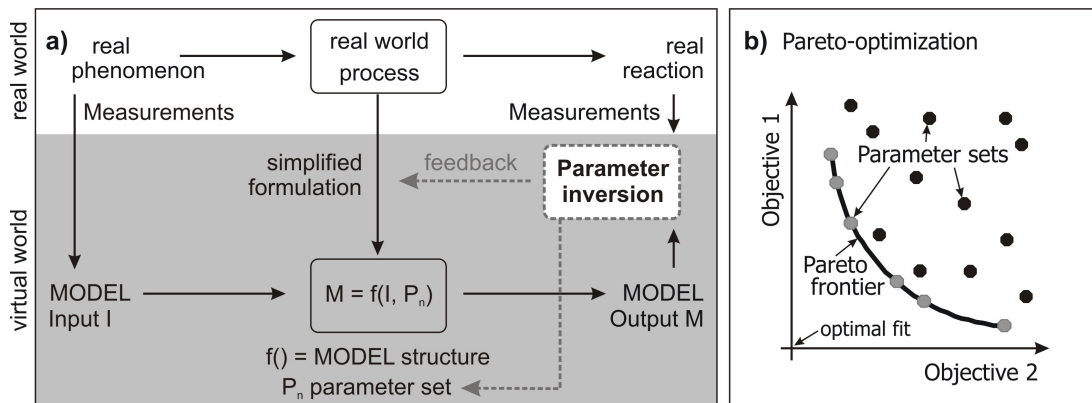 real world
a)
real
phenomenon
real world
process
real
reaction
Measurements
Measurements
virtual world
simplified
formulation
feedback
Parameter
inversion
MODEL
Input I
M = f(I, Pn)
MODEL
Output M
f() = MODEL structure
Pn parameter set
b) Pareto-optimization
Objective 1
Parameter sets
Pareto
frontier
optimal fit
Objective 2